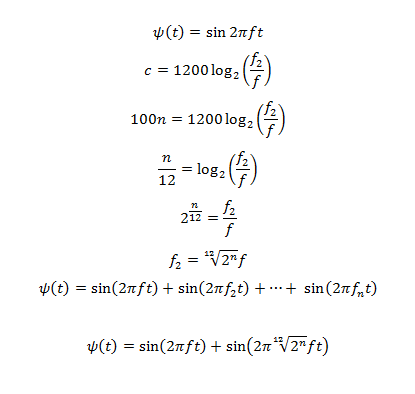 ψ(t) = sin 2πft
c = 1200 log₂(f₂/f)
100n = 1200 log₂(f₂/f)
n/12 = log₂(f₂/f)
2^(n/12) = f₂/f
f₂ = ¹²√(2ⁿ) f
ψ(t) = sin(2πft) + sin(2πf₂t) + ⋯ + sin(2πfₙt)
ψ(t) = sin(2πft) + sin(2π ¹²√(2ⁿ) ft)